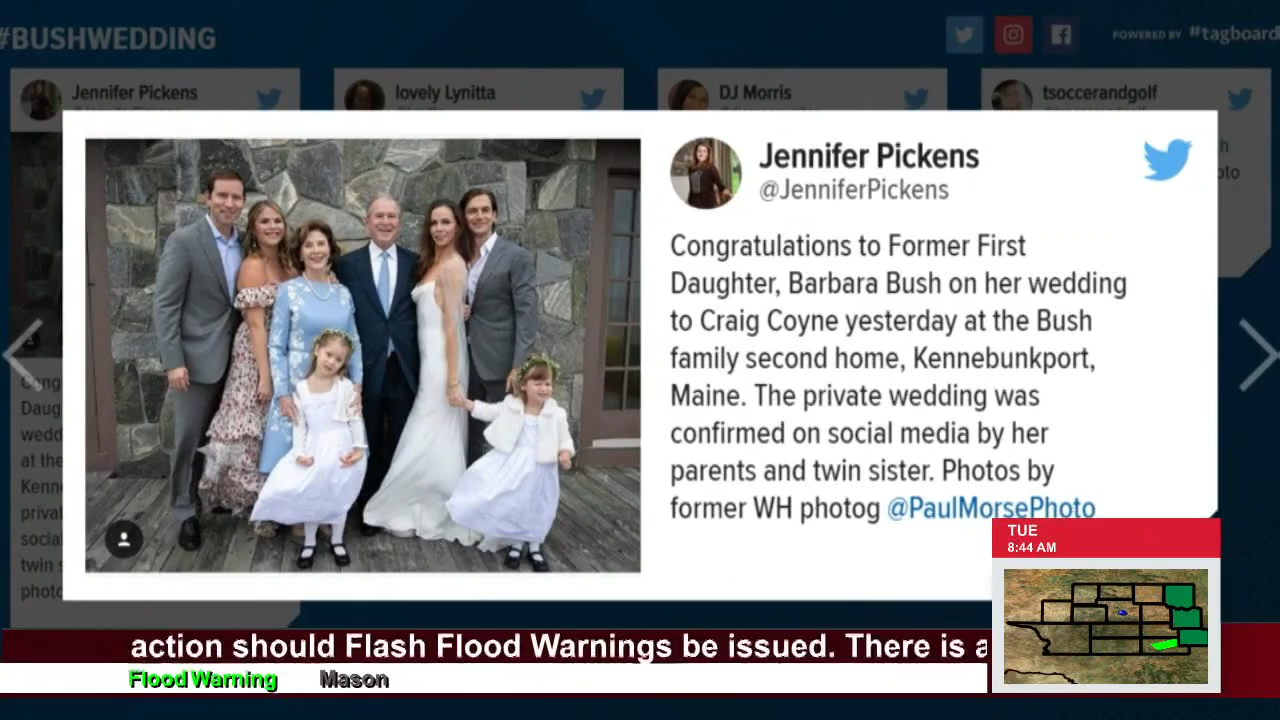 #BUSHWEDDING
POWERED BY #tagboard
Jennifer Pickens
lovely Lynitta
DJ Morris
tsoccerandgolf
Jennifer Pickens
@JenniferPickens
Congratulations to Former First
Daughter, Barbara Bush on her wedding
to Craig Coyne yesterday at the Bush
family second home, Kennebunkport,
Maine. The private wedding was
confirmed on social media by her
parents and twin sister. Photos by
former WH photog @PaulMorsePhoto
TUE
8:44 AM
action should Flash Flood Warnings be issued. There is a
Flood Warning Mason